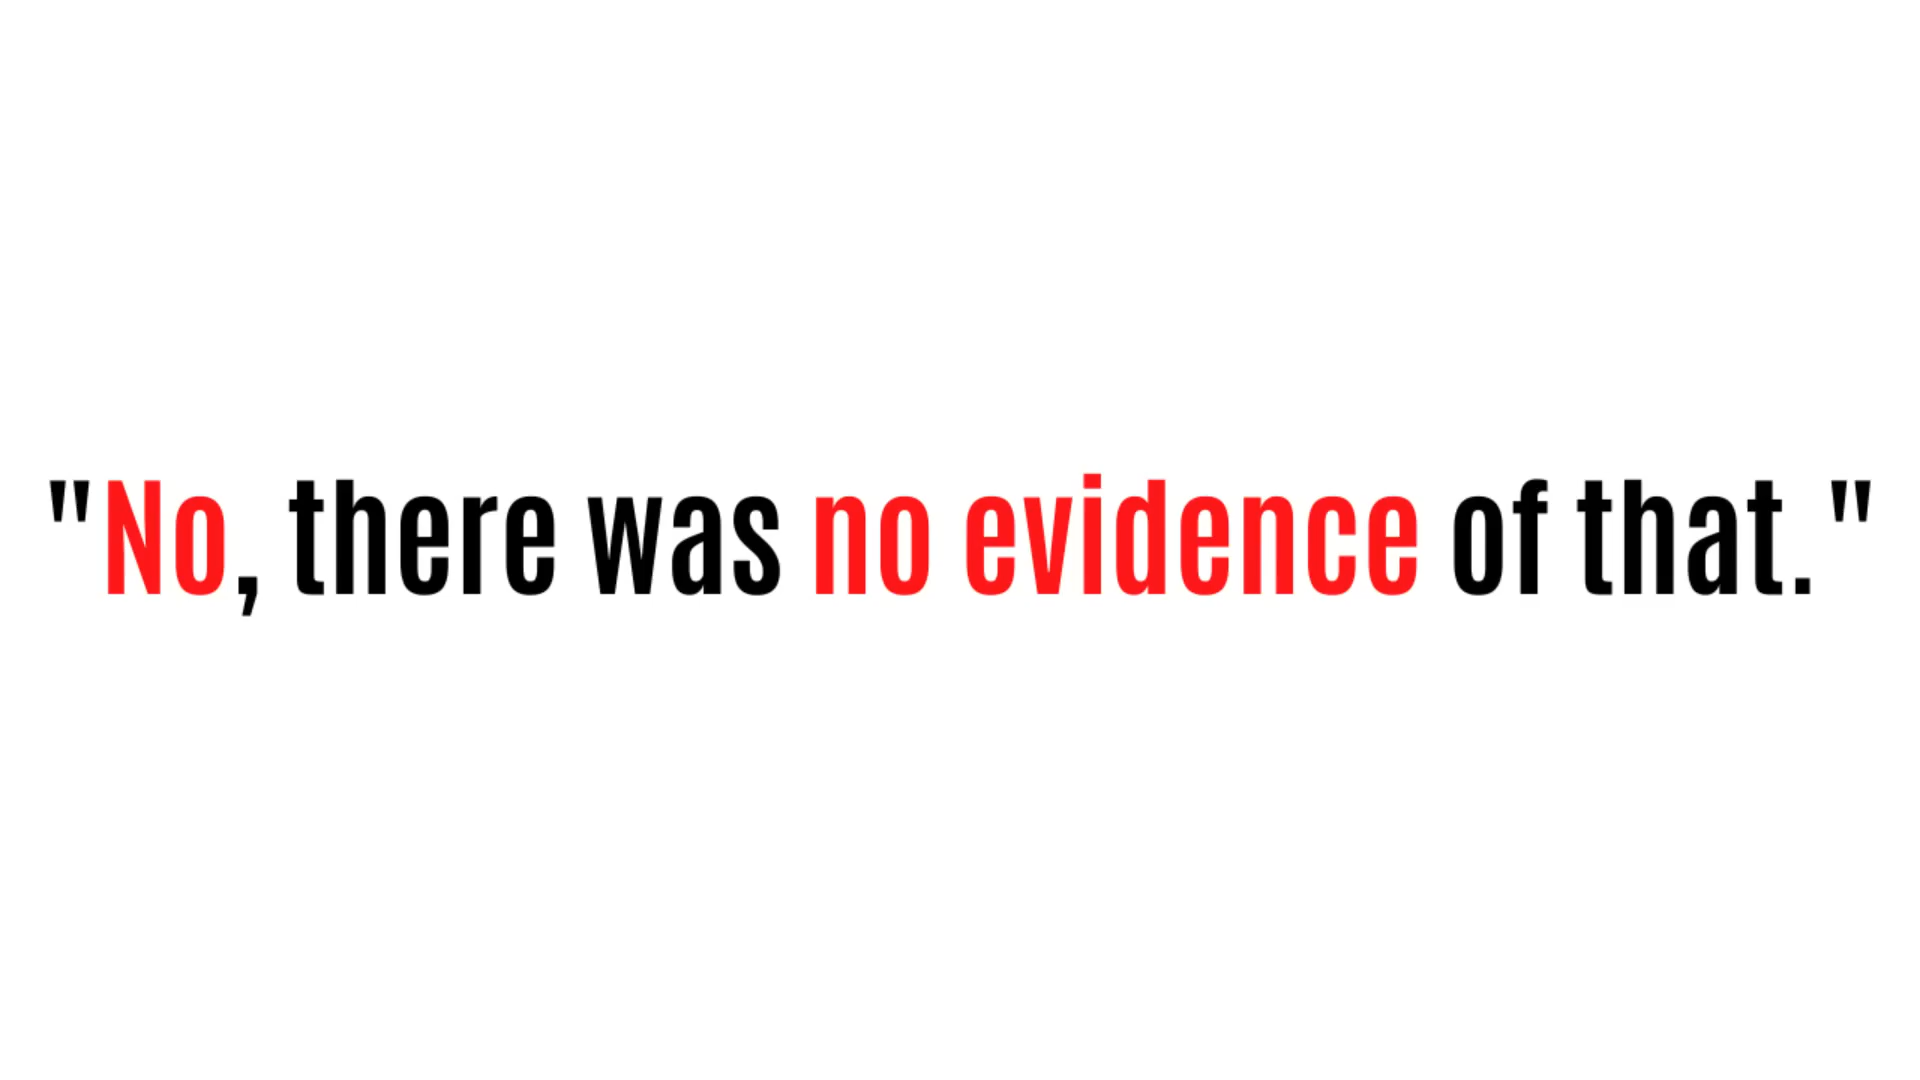 "No, there was no evidence of that."